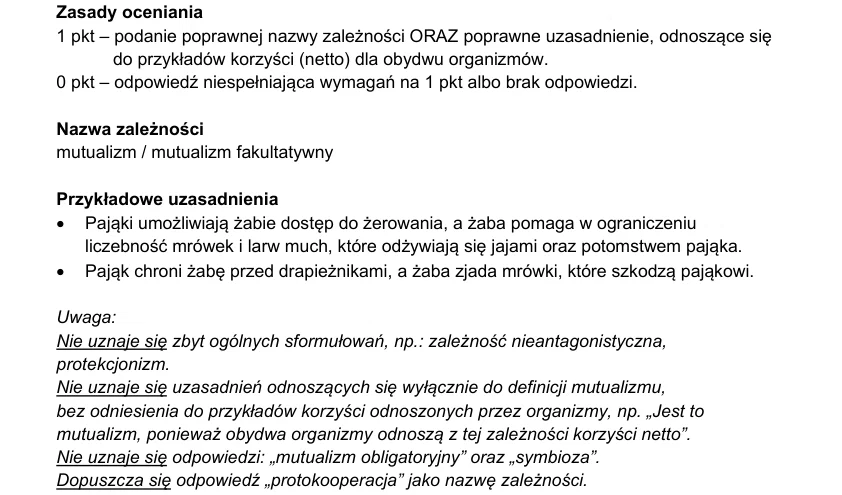 Zasady oceniania
1 pkt – podanie poprawnej nazwy zależności ORAZ poprawne uzasadnienie, odnoszące się
do przykładów korzyści (netto) dla obydwu organizmów.
0 pkt – odpowiedź niespełniająca wymagań na 1 pkt albo brak odpowiedzi.
Nazwa zależności
mutualizm / mutualizm fakultatywny
Przykładowe uzasadnienia
• Pająki umożliwiają żabie dostęp do żerowania, a żaba pomaga w ograniczeniu
liczebność mrówek i larw much, które odżywiają się jajami oraz potomstwem pająka.
• Pająk chroni żabę przed drapieżnikami, a żaba zjada mrówki, które szkodzą pająkowi.
Uwaga:
Nie uznaje się zbyt ogólnych sformułowań, np.: zależność nieantagonistyczna,
protekcjonizm.
Nie uznaje się uzasadnień odnoszących się wyłącznie do definicji mutualizmu,
bez odniesienia do przykładów korzyści odnoszonych przez organizmy, np. „Jest to
mutualizm, ponieważ obydwa organizmy odnoszą z tej zależności korzyści netto”.
Nie uznaje się odpowiedzi: „mutualizm obligatoryjny” oraz „symbioza”.
Dopuszcza się odpowiedź „protokooperacja” jako nazwę zależności.